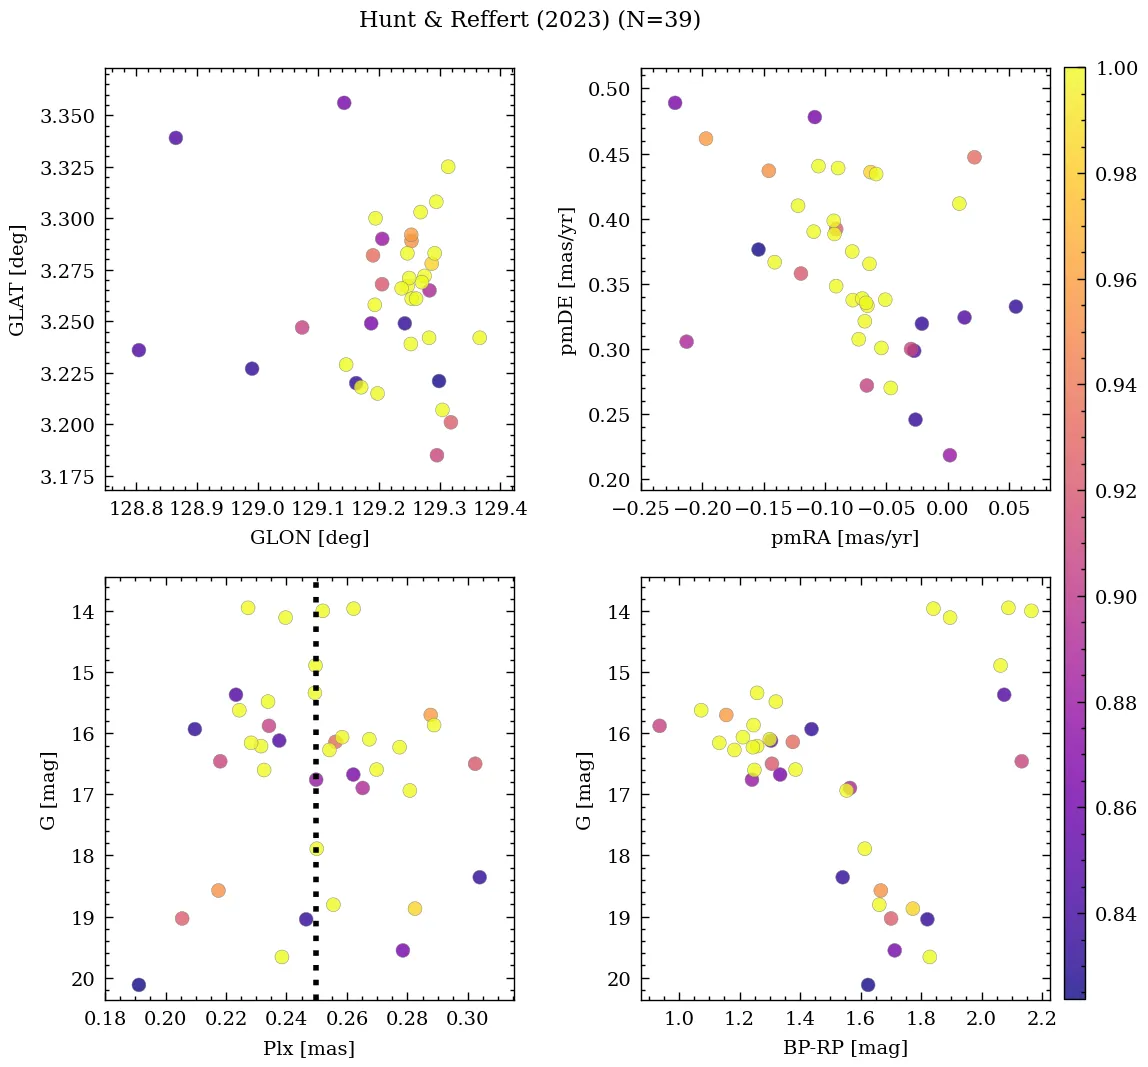 Hunt & Reffert (2023) (N=39)
3.350
3.325
3.300
3.275
3.250
3.225
3.200
3.175
GLAT [deg]
128.8 128.9 129.0 129.1 129.2 129.3 129.4
GLON [deg]
0.50
0.45
0.40
0.35
0.30
0.25
0.20
pmDE [mas/yr]
−0.25 −0.20 −0.15 −0.10 −0.05 0.00 0.05
pmRA [mas/yr]
14
15
16
17
18
19
20
G [mag]
0.18 0.20 0.22 0.24 0.26 0.28 0.30
Plx [mas]
14
15
16
17
18
19
20
G [mag]
1.0 1.2 1.4 1.6 1.8 2.0 2.2
BP-RP [mag]
1.00
0.98
0.96
0.94
0.92
0.90
0.88
0.86
0.84